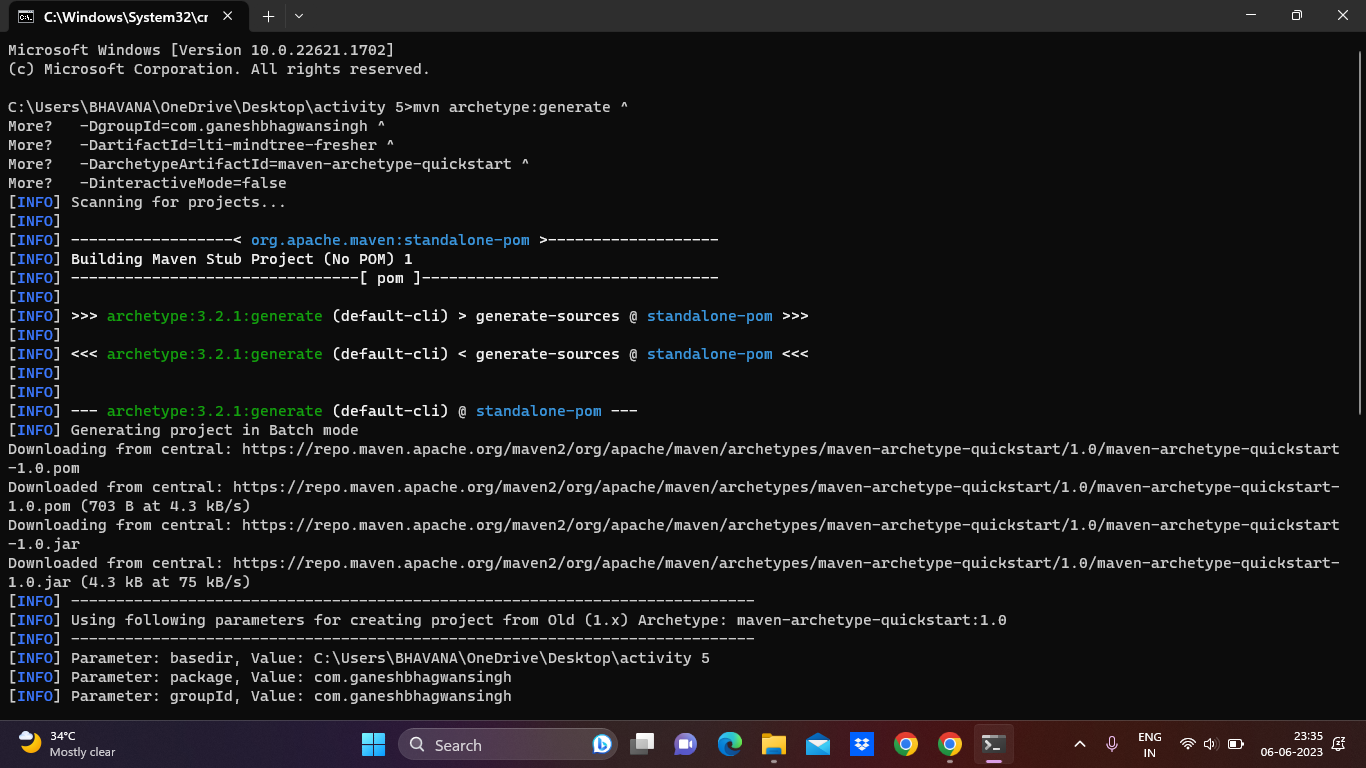 C:\Windows\System32\cr
Microsoft Windows [Version 10.0.22621.1702]
(c) Microsoft Corporation. All rights reserved.
C:\Users\BHAVANA\OneDrive\Desktop\activity 5>mvn archetype:generate ^
More?   -DgroupId=com.ganeshbhagwansingh ^
More?   -DartifactId=lti-mindtree-fresher ^
More?   -DarchetypeArtifactId=maven-archetype-quickstart ^
More?   -DinteractiveMode=false
[INFO] Scanning for projects...
[INFO]
[INFO] ------------------< org.apache.maven:standalone-pom >-------------------
[INFO] Building Maven Stub Project (No POM) 1
[INFO] --------------------------------[ pom ]---------------------------------
[INFO]
[INFO] >>> archetype:3.2.1:generate (default-cli) > generate-sources @ standalone-pom >>>
[INFO]
[INFO] <<< archetype:3.2.1:generate (default-cli) < generate-sources @ standalone-pom <<<
[INFO]
[INFO]
[INFO] --- archetype:3.2.1:generate (default-cli) @ standalone-pom ---
[INFO] Generating project in Batch mode
Downloading from central: https://repo.maven.apache.org/maven2/org/apache/maven/archetypes/maven-archetype-quickstart/1.0/maven-archetype-quickstart
-1.0.pom
Downloaded from central: https://repo.maven.apache.org/maven2/org/apache/maven/archetypes/maven-archetype-quickstart/1.0/maven-archetype-quickstart-
1.0.pom (703 B at 4.3 kB/s)
Downloading from central: https://repo.maven.apache.org/maven2/org/apache/maven/archetypes/maven-archetype-quickstart/1.0/maven-archetype-quickstart
-1.0.jar
Downloaded from central: https://repo.maven.apache.org/maven2/org/apache/maven/archetypes/maven-archetype-quickstart/1.0/maven-archetype-quickstart-
1.0.jar (4.3 kB at 75 kB/s)
[INFO] ----------------------------------------------------------------------------
[INFO] Using following parameters for creating project from Old (1.x) Archetype: maven-archetype-quickstart:1.0
[INFO] ----------------------------------------------------------------------------
[INFO] Parameter: basedir, Value: C:\Users\BHAVANA\OneDrive\Desktop\activity 5
[INFO] Parameter: package, Value: com.ganeshbhagwansingh
[INFO] Parameter: groupId, Value: com.ganeshbhagwansingh
34°C
Mostly clear
Search
ENG
IN
23:35
06-06-2023